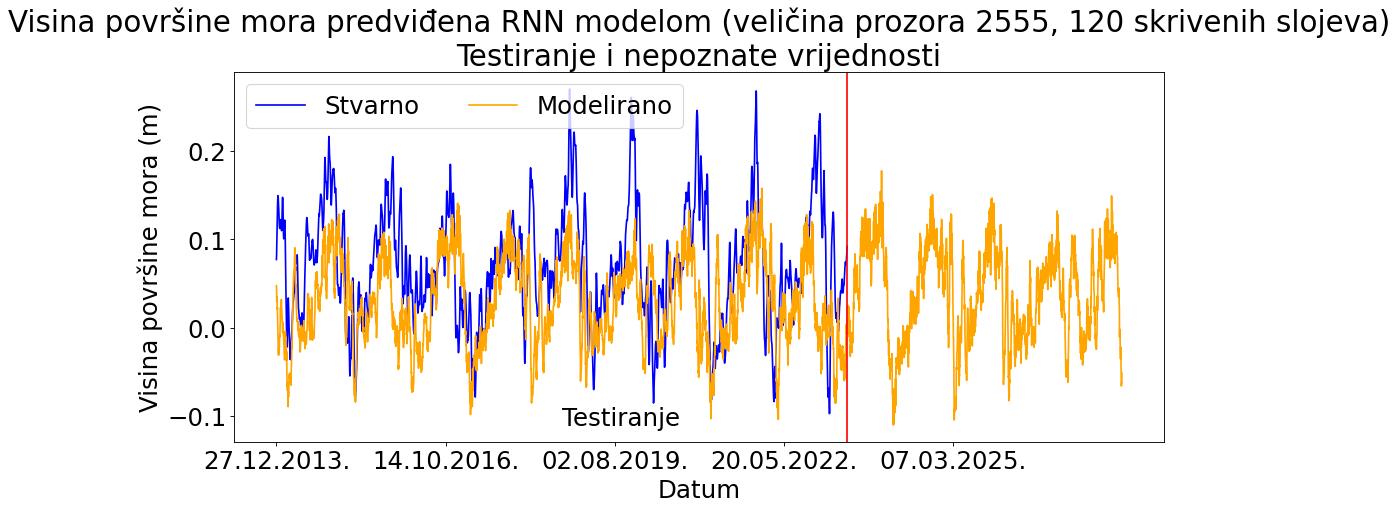 Visina površine mora predviđena RNN modelom (veličina prozora 2555, 120 skrivenih slojeva)
Testiranje i nepoznate vrijednosti
Stvarno
Modelirano
Visina površine mora (m)
0.2
0.1
0.0
−0.1
Testiranje
27.12.2013.
14.10.2016.
02.08.2019.
20.05.2022.
07.03.2025.
Datum